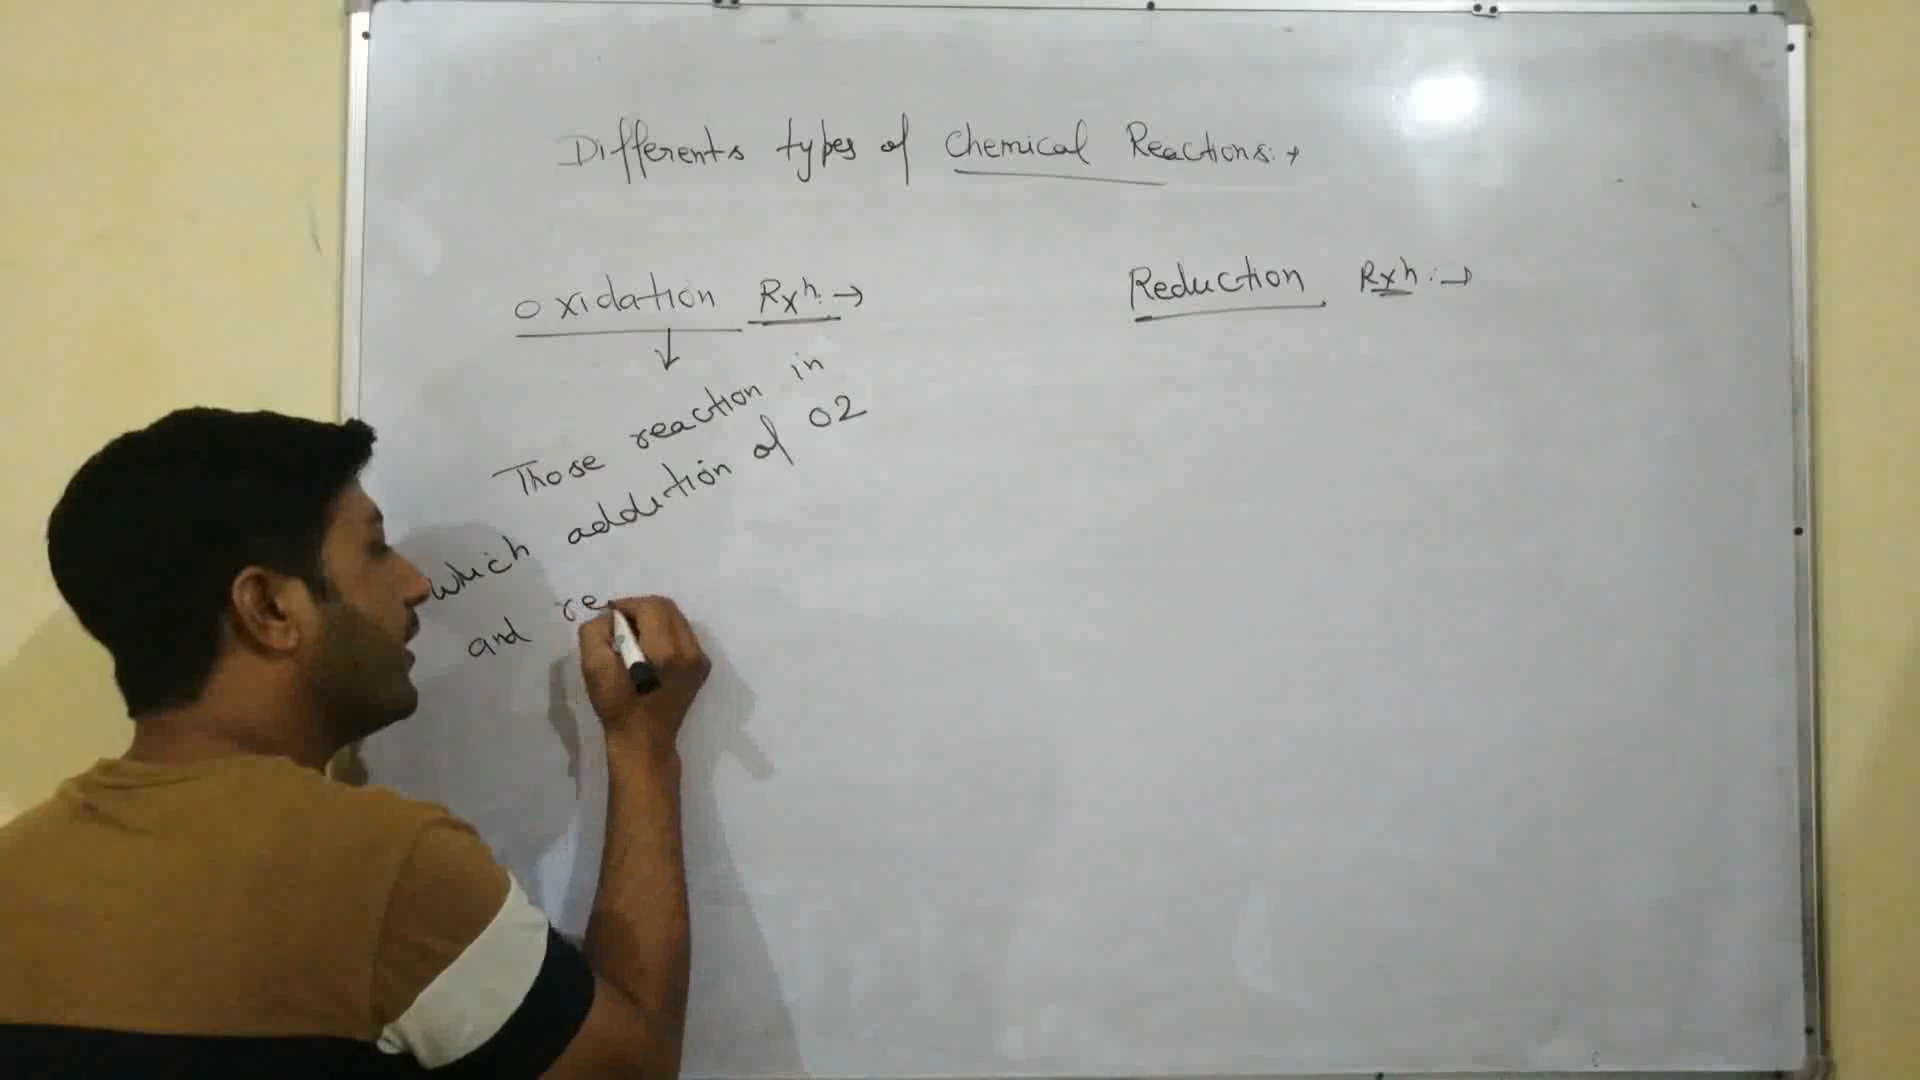 Differents types of Chemical Reactions:→
Oxidation Rxn:→
Those reaction in
which addition of O2
and re
Reduction Rxn:→